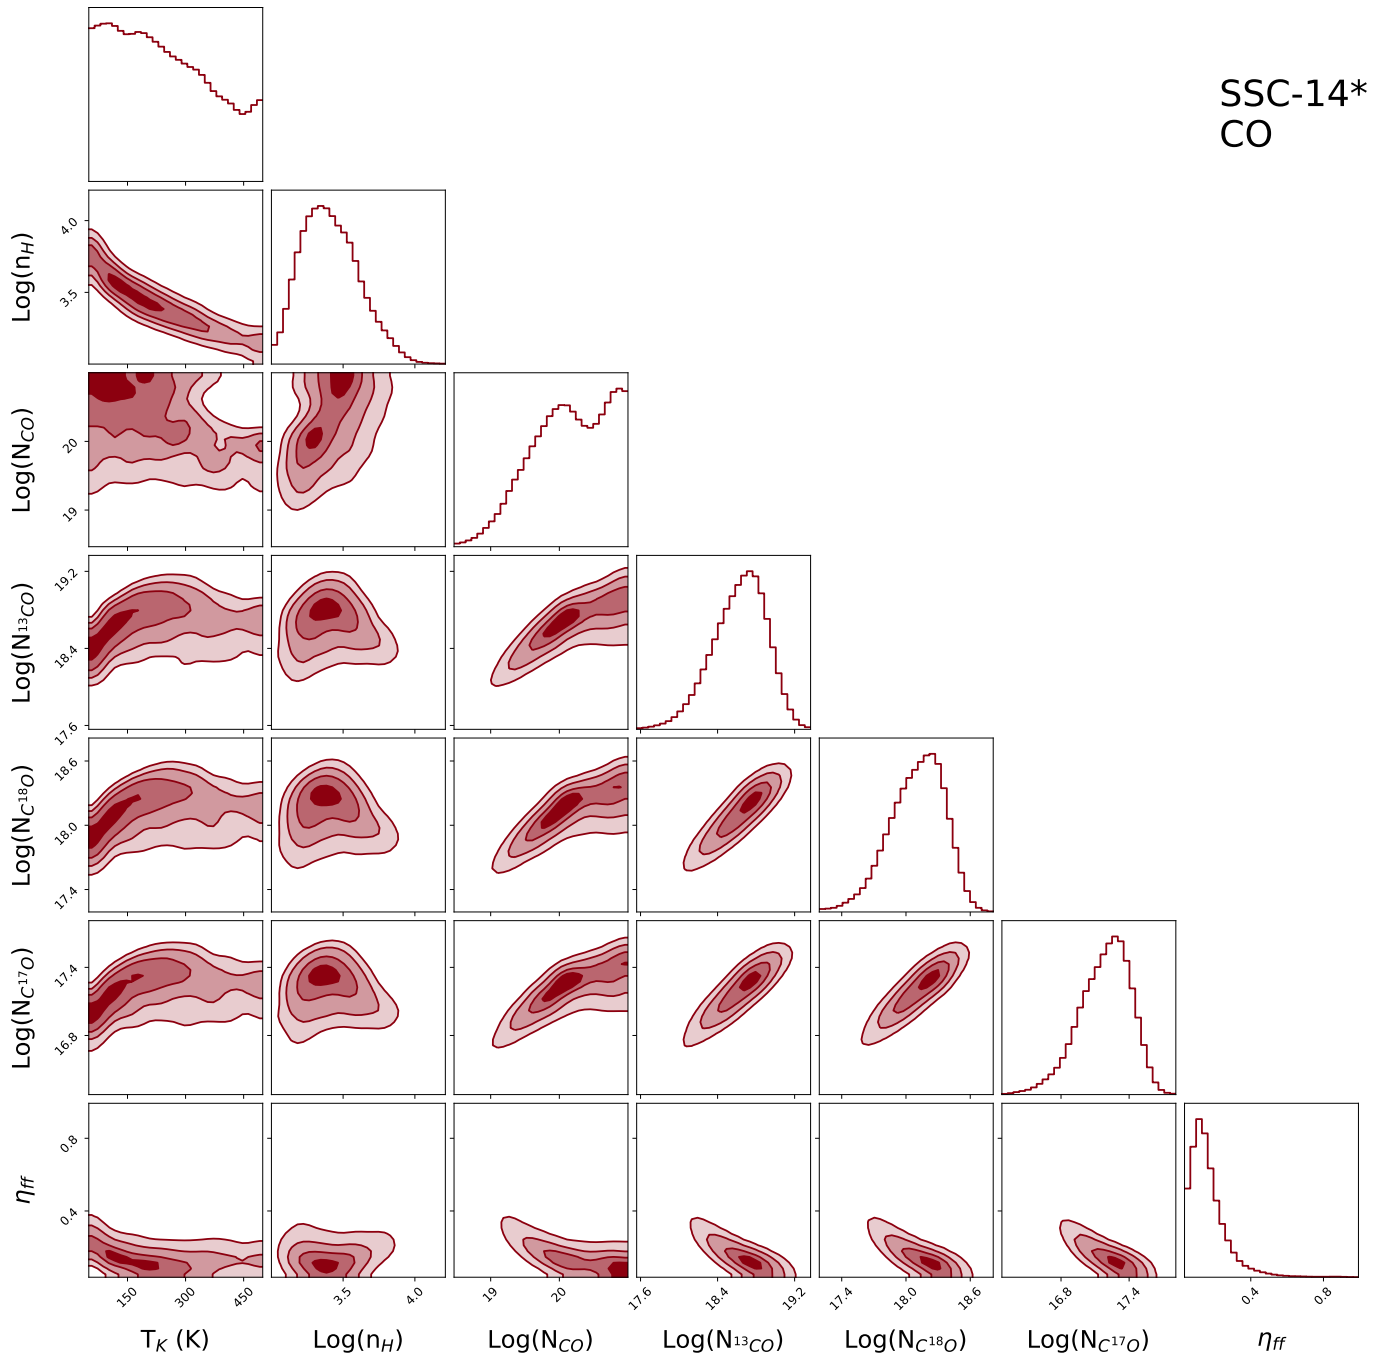 SSC-14*
CO
4.0
3.5
Log(n_H)
20
19
Log(N_CO)
19.2
18.4
17.6
Log(N_¹³CO)
18.6
18.0
17.4
Log(N_C¹⁸O)
17.4
16.8
Log(N_C¹⁷O)
0.8
0.4
η_ff
150 300 450
3.5 4.0
19 20
17.6 18.4 19.2
17.4 18.0 18.6
16.8 17.4
0.4 0.8
T_K (K) Log(n_H) Log(N_CO) Log(N_¹³CO) Log(N_C¹⁸O) Log(N_C¹⁷O) η_ff